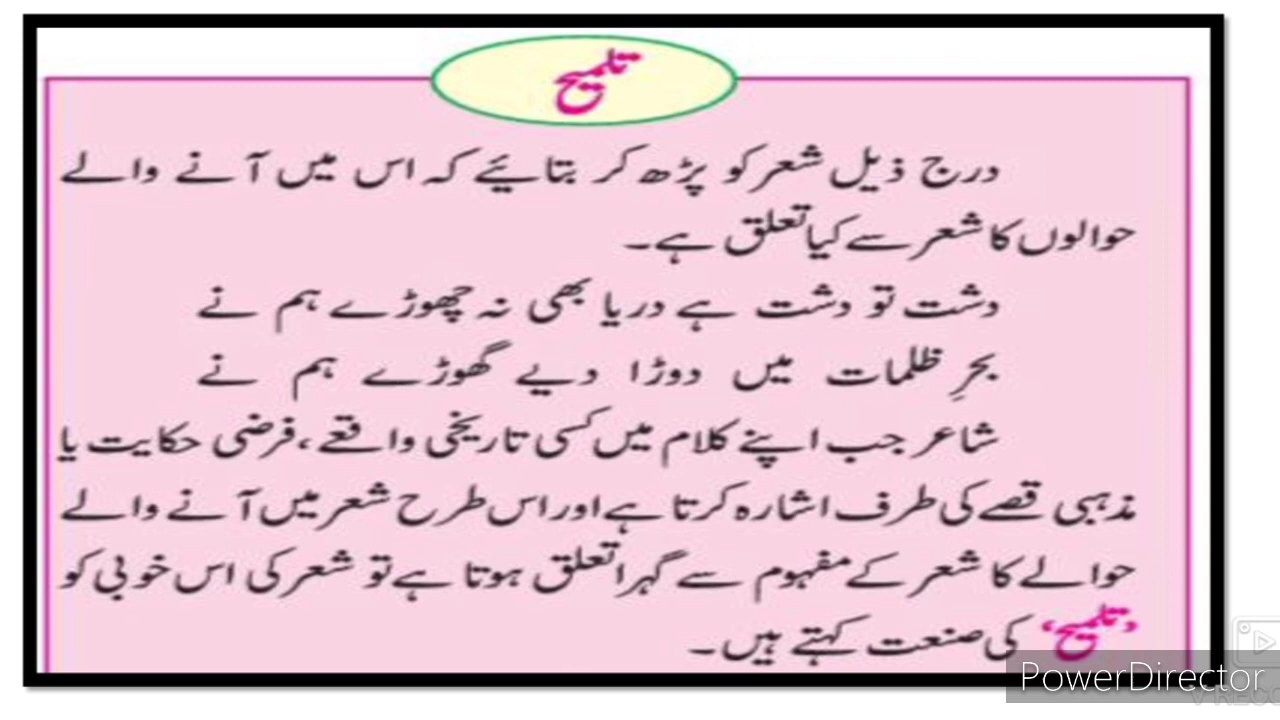 تلمیح
درج ذیل شعر کو پڑھ کر بتائیے کہ اس میں آنے والے
حوالوں کا شعر سے کیا تعلق ہے۔
دشت تو دشت ہے دریا بھی نہ چھوڑے ہم نے
بحرِ ظلمات میں دوڑا دیے گھوڑے ہم نے
شاعر جب اپنے کلام میں کسی تاریخی واقعے، فرضی حکایت یا
مذہبی قصے کی طرف اشارہ کرتا ہے اور اس طرح شعر میں آنے والے
حوالے کا شعر کے مفہوم سے گہرا تعلق ہوتا ہے تو شعر کی اس خوبی کو
’تلمیح‘ کی صنعت کہتے ہیں۔
PowerDirector